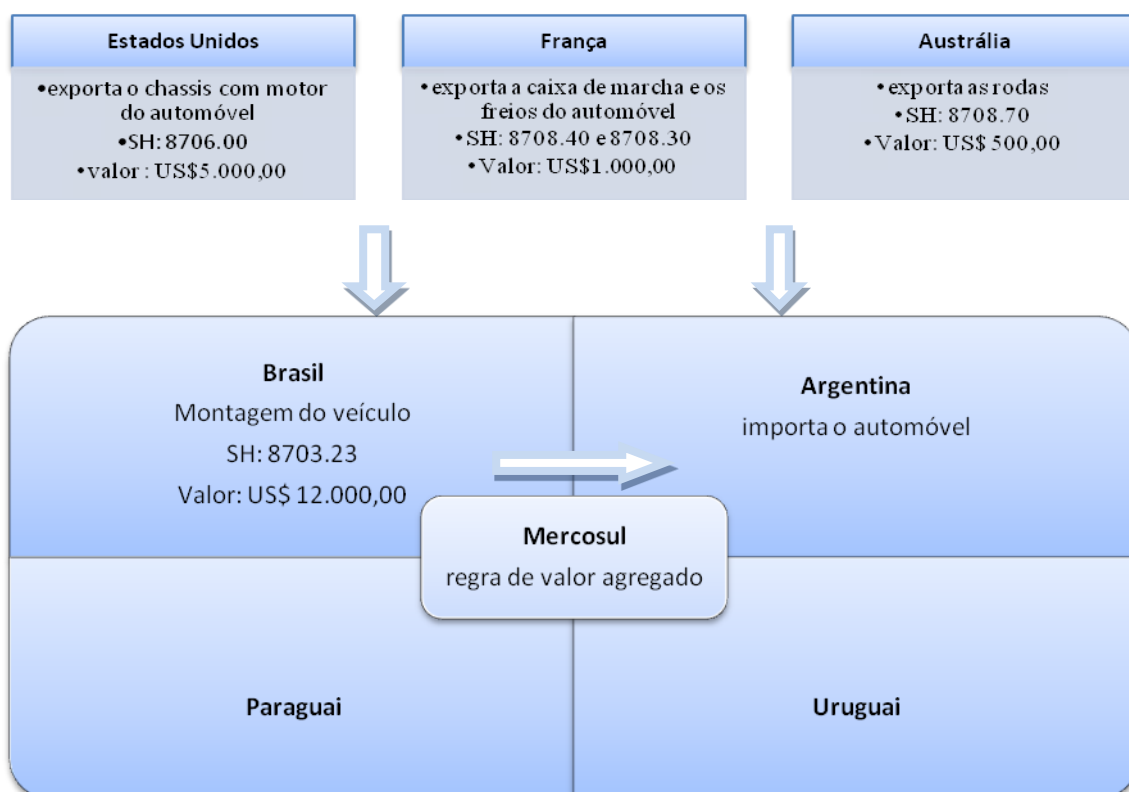 Estados Unidos
•exporta o chassis com motor
do automóvel
•SH: 8706.00
•valor : US$5.000,00
França
•exporta a caixa de marcha e os
freios do automóvel
•SH: 8708.40 e 8708.30
•Valor: US$1.000,00
Austrália
•exporta as rodas
•SH: 8708.70
•Valor: US$ 500,00
Brasil
Montagem do veículo
SH: 8703.23
Valor: US$ 12.000,00
Argentina
importa o automóvel
Mercosul
regra de valor agregado
Paraguai
Uruguai